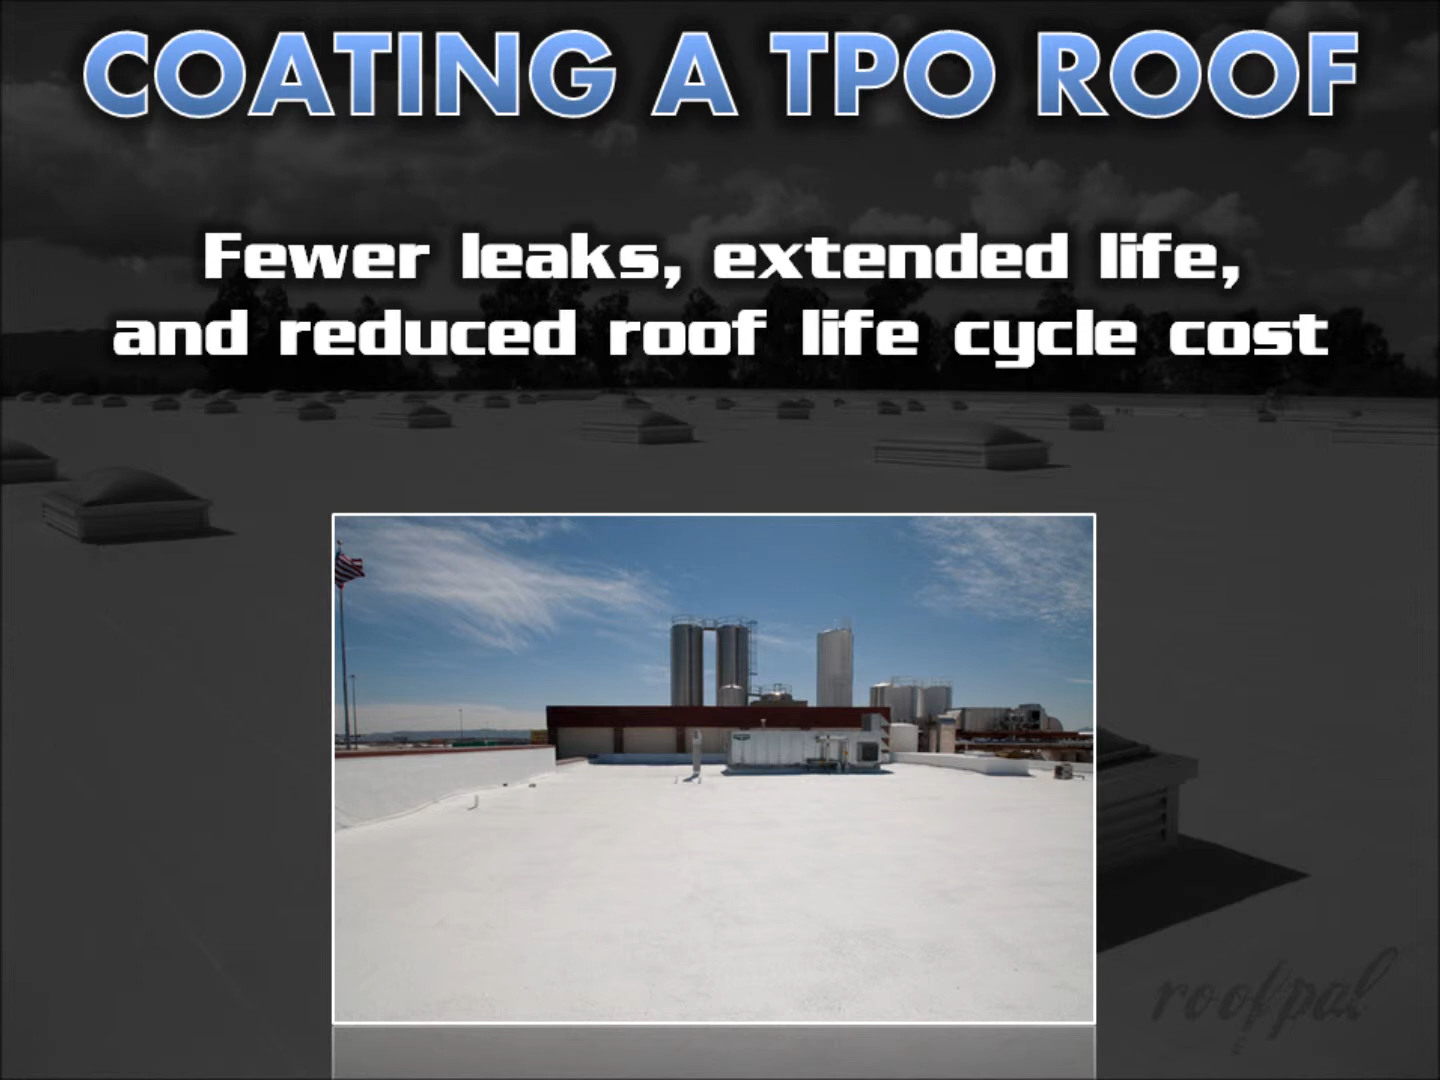 COATING A TPO ROOF
Fewer leaks, extended life,
and reduced roof life cycle cost
roofpal